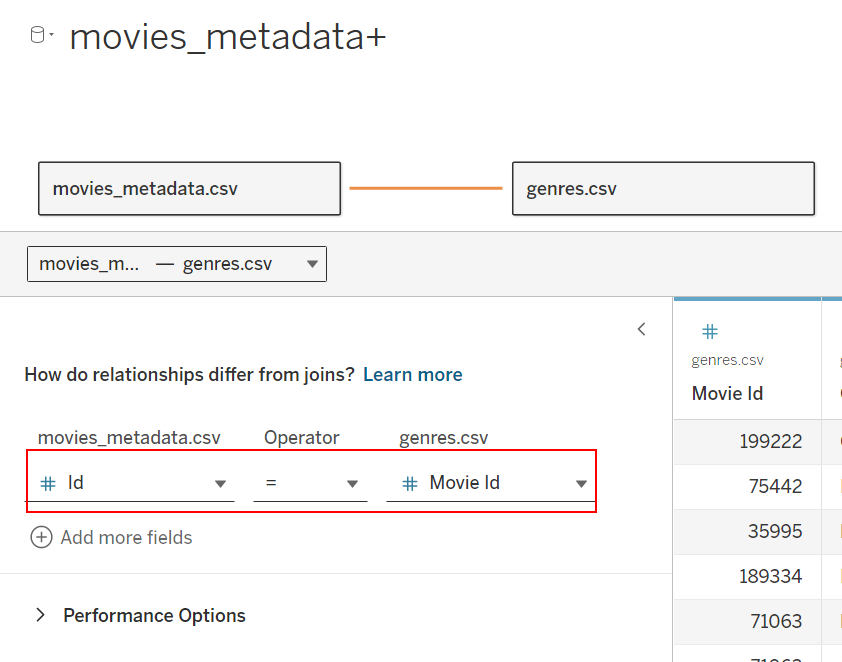 movies_metadata+
movies_metadata.csv genres.csv
movies_m... — genres.csv
How do relationships differ from joins? Learn more
movies_metadata.csv Operator genres.csv
# Id = # Movie Id
Add more fields
Performance Options
#
genres.csv
Movie Id
199222
75442
35995
189334
71063